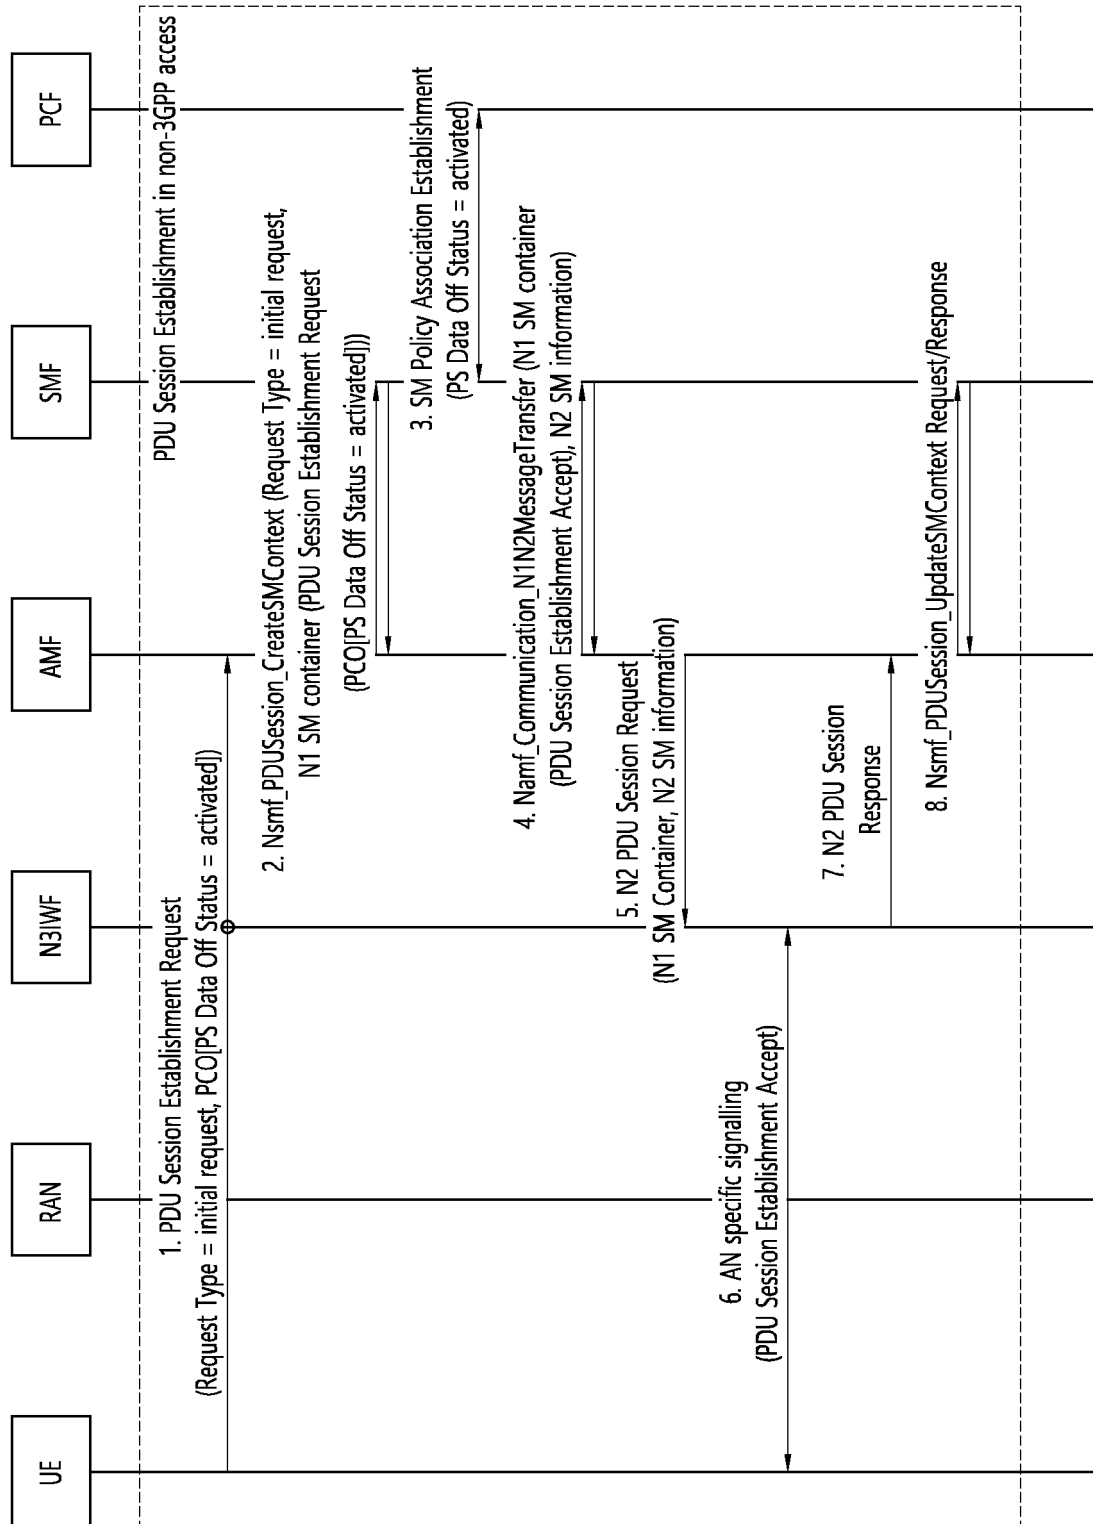 UE
RAN
N3IWF
AMF
SMF
PCF
PDU Session Establishment in non-3GPP access
1. PDU Session Establishment Request
(Request Type = initial request, PCO[PS Data Off Status = activated])
2. Nsmf_PDUSession_CreateSMContext (Request Type = initial request,
N1 SM container (PDU Session Establishment Request
(PCO[PS Data Off Status = activated]))
3. SM Policy Association Establishment
(PS Data Off Status = activated)
4. Namf_Communication_N1N2MessageTransfer (N1 SM container
(PDU Session Establishment Accept), N2 SM information)
5. N2 PDU Session Request
(N1 SM Container, N2 SM information)
6. AN specific signalling
(PDU Session Establishment Accept)
7. N2 PDU Session
Response
8. Nsmf_PDUSession_UpdateSMContext Request/Response